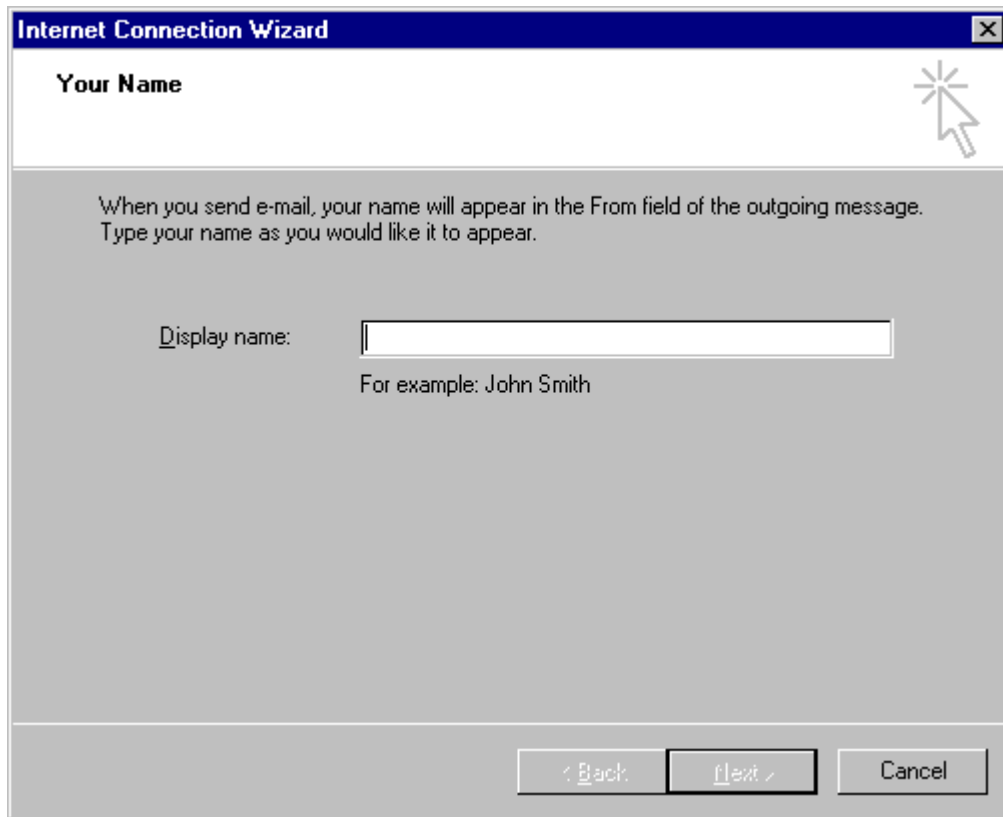 Internet Connection Wizard
Your Name
When you send e-mail, your name will appear in the From field of the outgoing message.
Type your name as you would like it to appear.
Display name:
For example: John Smith
< Back Next > Cancel